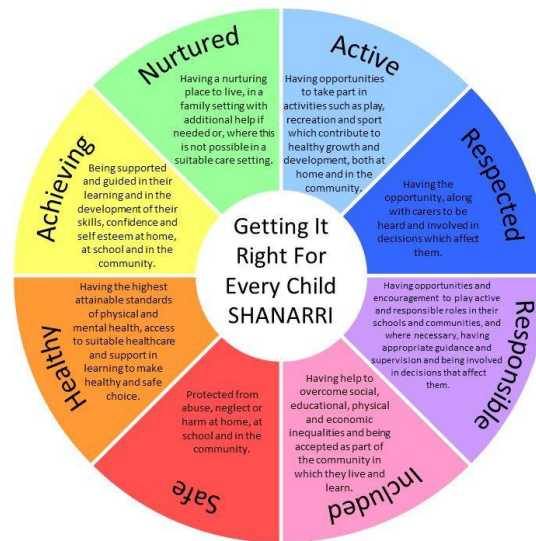 Getting It
Right For
Every Child
SHANARRI
Nurtured
Having a nurturing
place to live, in a
family setting with
additional help if
needed or, where this
is not possible in a
suitable care setting.
Active
Having opportunities
to take part in
activities such as play,
recreation and sport
which contribute to
healthy growth and
development, both at
home and in the
community.
Respected
Having the
opportunity, along
with carers to be
heard and involved in
decisions which affect
them.
Responsible
Having opportunities and
encouragement to play active
and responsible roles in their
schools and communities, and
where necessary, having
appropriate guidance and
supervision and being involved
in decisions that affect
them.
Included
Having help to
overcome social,
educational, physical
and economic
inequalities and being
accepted as part of
the community in
which they live and
learn.
Safe
Protected from
abuse, neglect or
harm at home, at
school and in the
community.
Healthy
Having the highest
attainable standards
of physical and
mental health, access
to suitable healthcare
and support in
learning to make
healthy and safe
choice.
Achieving
Being supported
and guided in their
learning and in the
development of their
skills, confidence and
self esteem at home,
at school and in the
community.